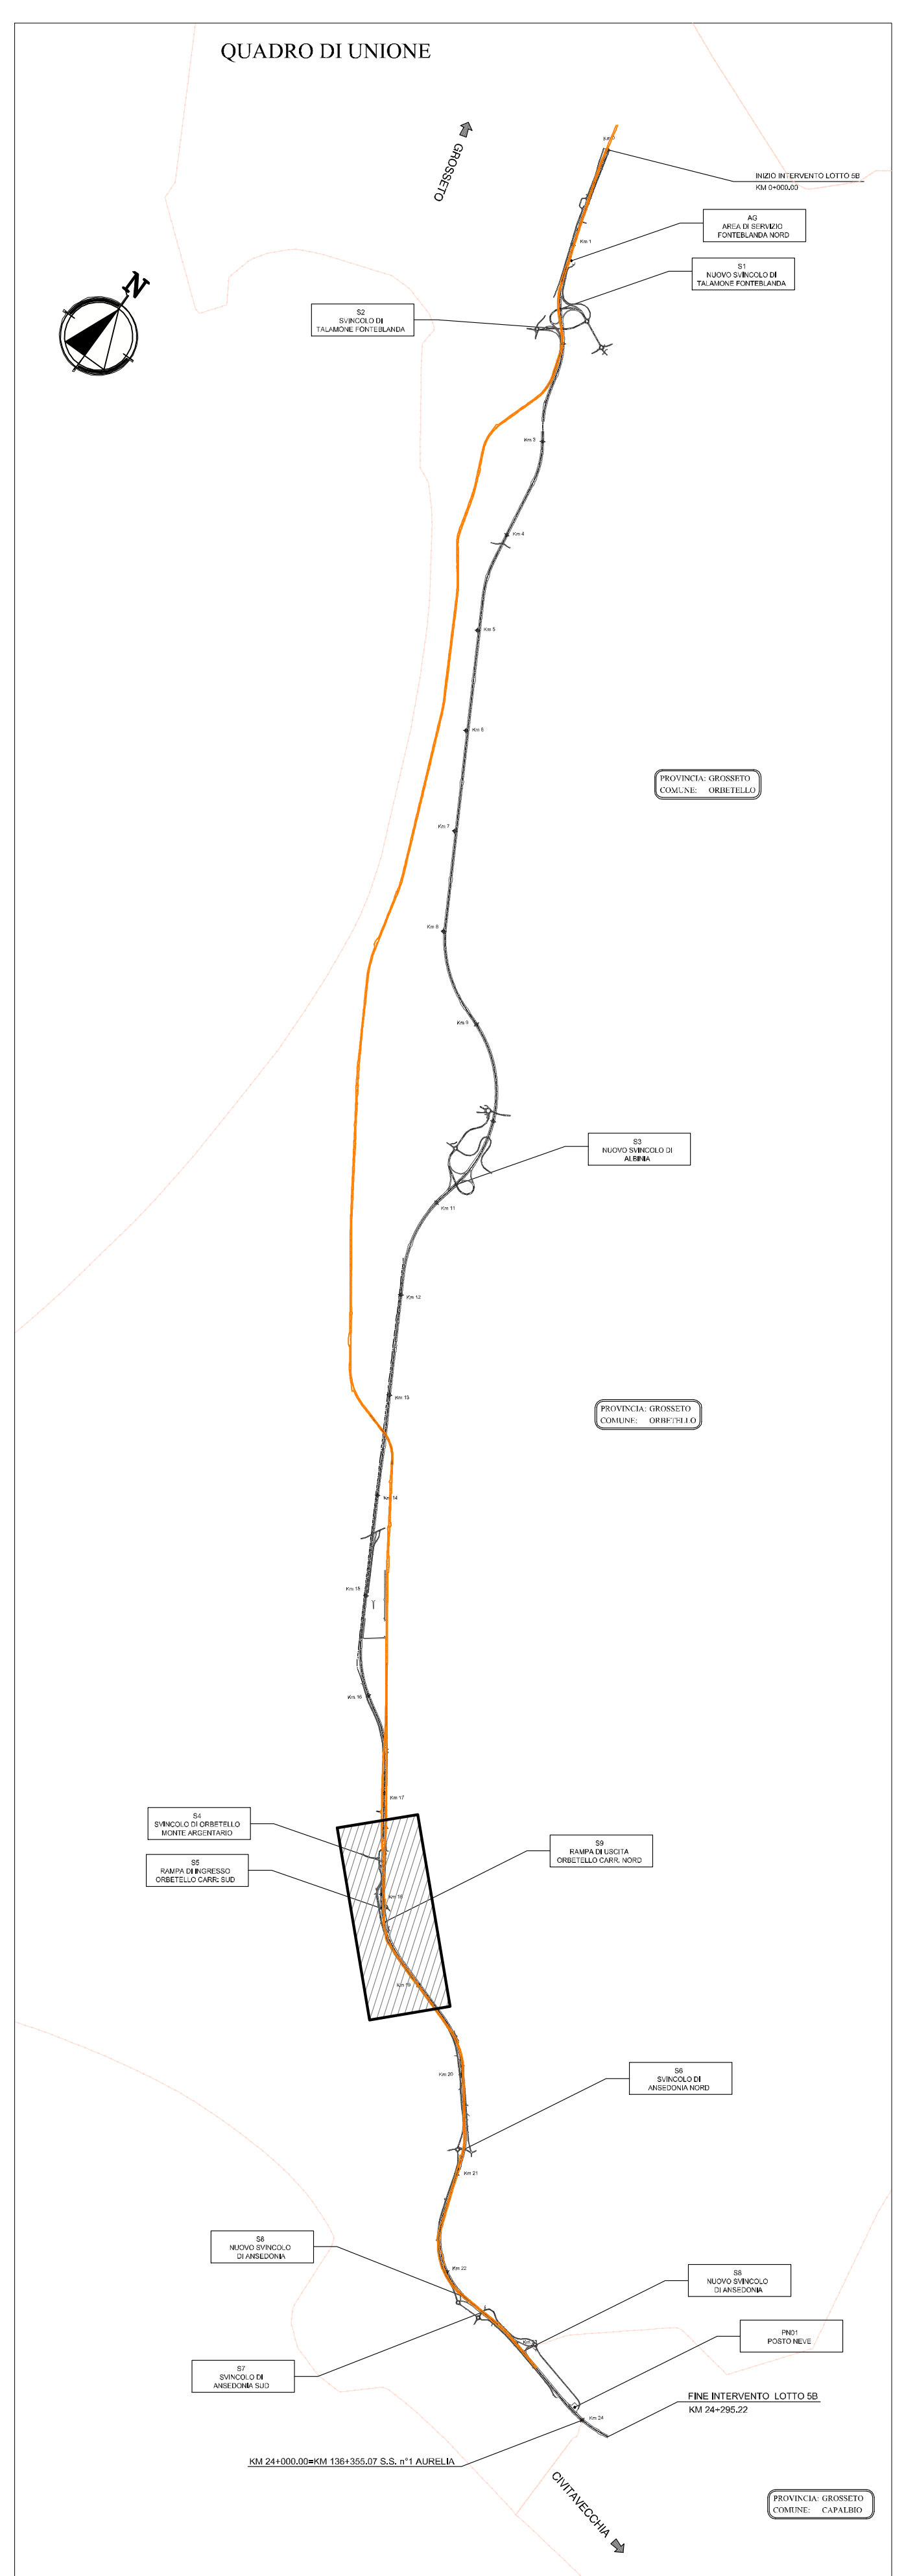 QUADRO DI UNIONE
GROSSETO
INIZIO INTERVENTO LOTTO 5B
KM 0+000.00
AG
AREA DI SERVIZIO
FONTEBLANDA NORD
Km 1
S1
NUOVO SVINCOLO DI
TALAMONE FONTEBLANDA
N
S2
SVINCOLO DI
TALAMONE FONTEBLANDA
Km 3
Km 4
Km 5
Km 6
PROVINCIA: GROSSETO
COMUNE: ORBETELLO
Km 7
Km 8
Km 9
S3
NUOVO SVINCOLO DI
ALBINIA
Km 11
Km 12
Km 13
PROVINCIA: GROSSETO
COMUNE: ORBETELLO
Km 14
Km 15
Km 16
Km 17
S4
SVINCOLO DI ORBETELLO
MONTE ARGENTARIO
S9
RAMPA DI USCITA
ORBETELLO CARR. NORD
S5
RAMPA DI INGRESSO
ORBETELLO CARR. SUD
Km 18
Km 19
S6
SVINCOLO DI
ANSEDONIA NORD
Km 20
Km 21
S8
NUOVO SVINCOLO
DI ANSEDONIA
Km 22
S8
NUOVO SVINCOLO
DI ANSEDONIA
PN01
POSTO NEVE
S7
SVINCOLO DI
ANSEDONIA SUD
FINE INTERVENTO LOTTO 5B
KM 24+295.22
Km 24
KM 24+000.00=KM 136+355.07 S.S. n°1 AURELIA
CIVITAVECCHIA
PROVINCIA: GROSSETO
COMUNE: CAPALBIO